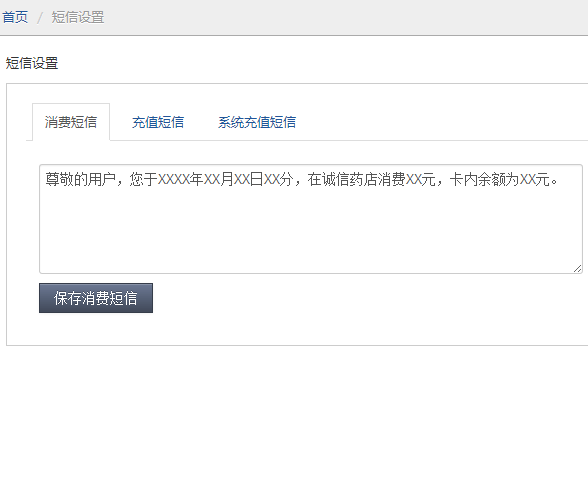 首页 / 短信设置
短信设置
消费短信 充值短信 系统充值短信
尊敬的用户，您于XXXX年XX月XX日XX分，在诚信药店消费XX元，卡内余额为XX元。
保存消费短信